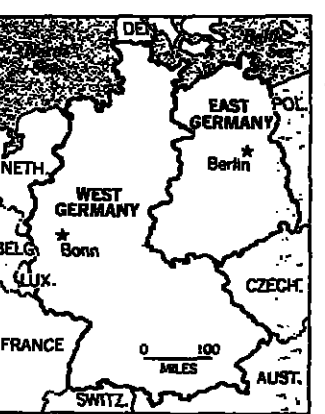 DEN.
EAST
GERMANY
POL.
Berlin
NETH.
WEST
GERMANY
BELG.
Bonn
LUX.
CZECH.
FRANCE
0 100
MILES
AUST.
SWITZ.